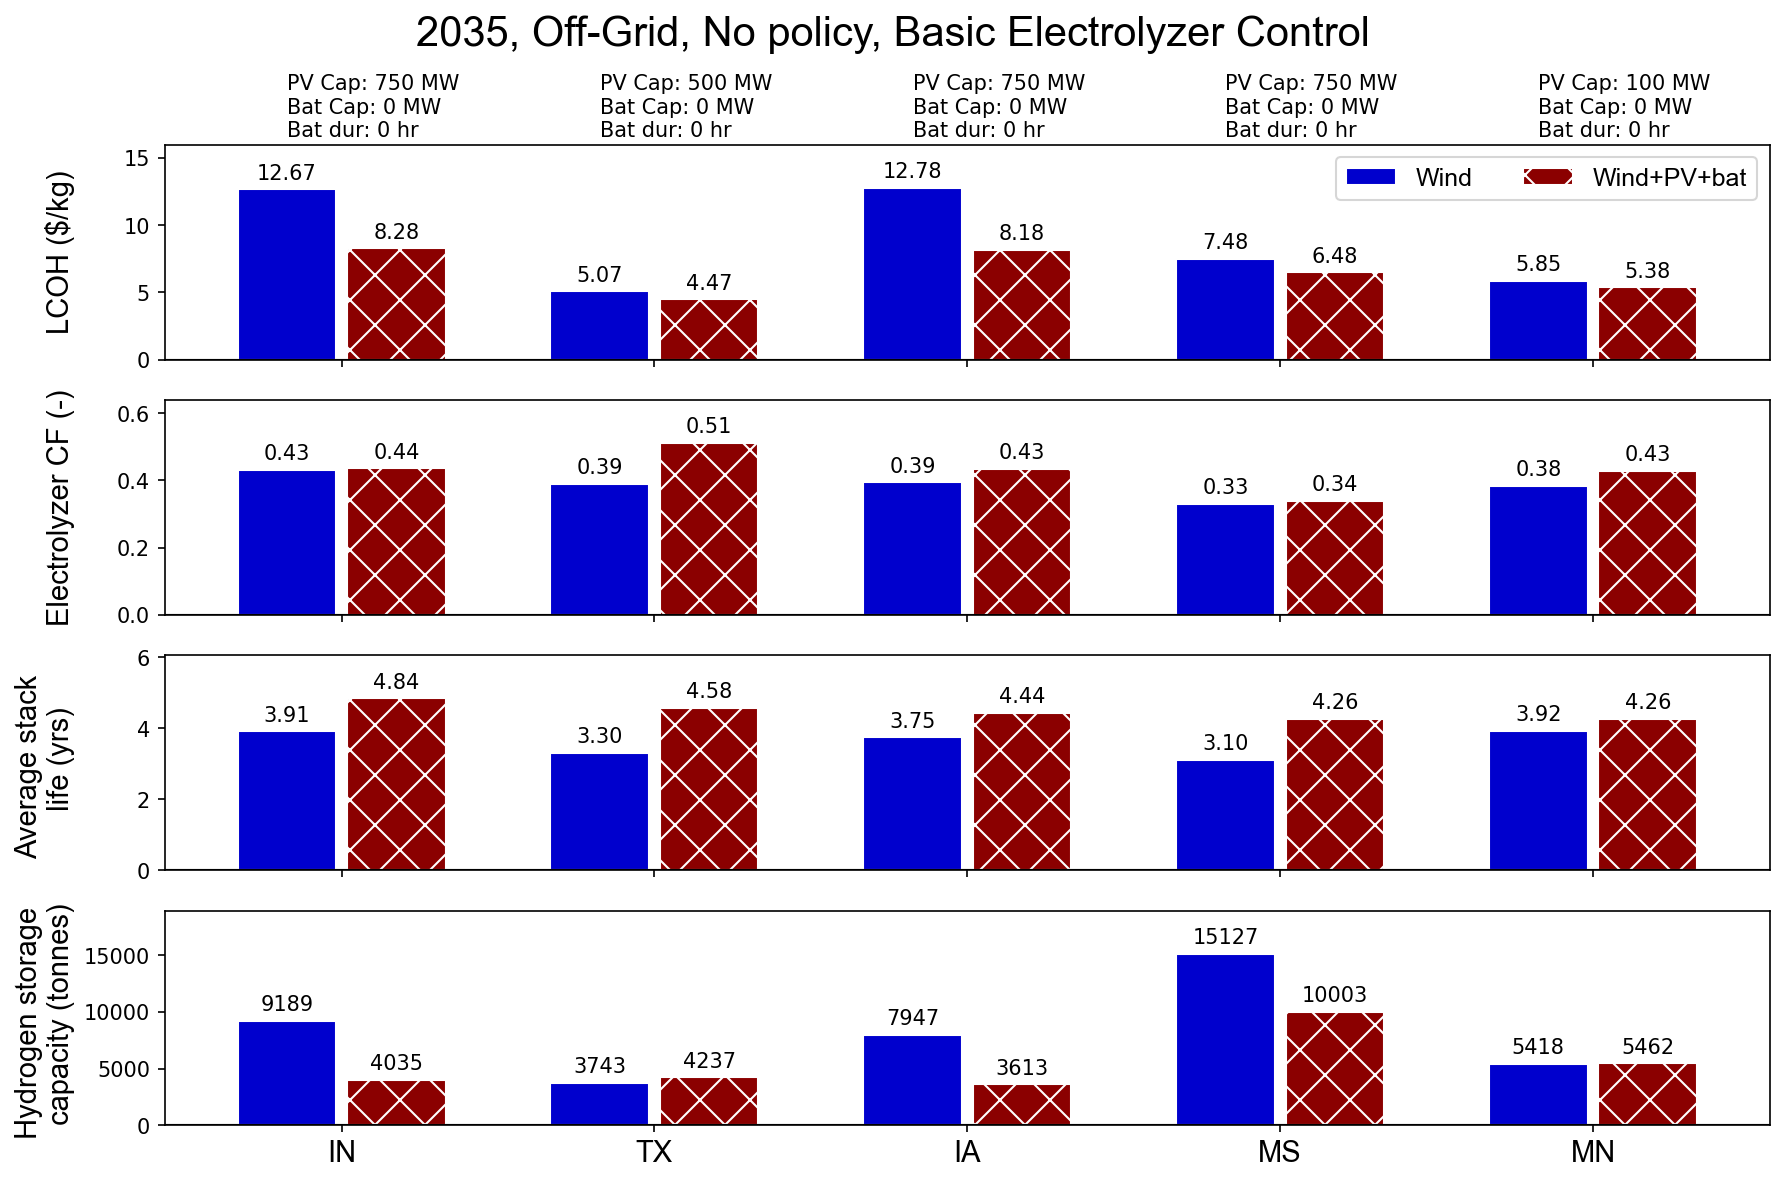 2035, Off-Grid, No policy, Basic Electrolyzer Control
PV Cap: 750 MW
Bat Cap: 0 MW
Bat dur: 0 hr
PV Cap: 500 MW
Bat Cap: 0 MW
Bat dur: 0 hr
PV Cap: 750 MW
Bat Cap: 0 MW
Bat dur: 0 hr
PV Cap: 750 MW
Bat Cap: 0 MW
Bat dur: 0 hr
PV Cap: 100 MW
Bat Cap: 0 MW
Bat dur: 0 hr
LCOH ($/kg)
15
10
5
0
12.67
8.28
5.07
4.47
12.78
8.18
7.48
6.48
5.85
5.38
Wind
Wind+PV+bat
Electrolyzer CF (-)
0.6
0.4
0.2
0.0
0.43
0.44
0.39
0.51
0.39
0.43
0.33
0.34
0.38
0.43
Average stack
life (yrs)
6
4
2
0
3.91
4.84
3.30
4.58
3.75
4.44
3.10
4.26
3.92
4.26
Hydrogen storage
capacity (tonnes)
15000
10000
5000
0
9189
4035
3743
4237
7947
3613
15127
10003
5418
5462
IN
TX
IA
MS
MN